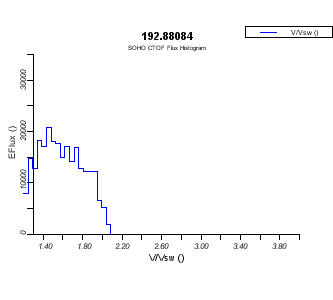 192.88084
V/Vsw ()
SOHO CTOF Flux Histogram
EFlux ()
30000
20000
10000
0
1.40 1.80 2.20 2.60 3.00 3.40 3.80
V/Vsw ()